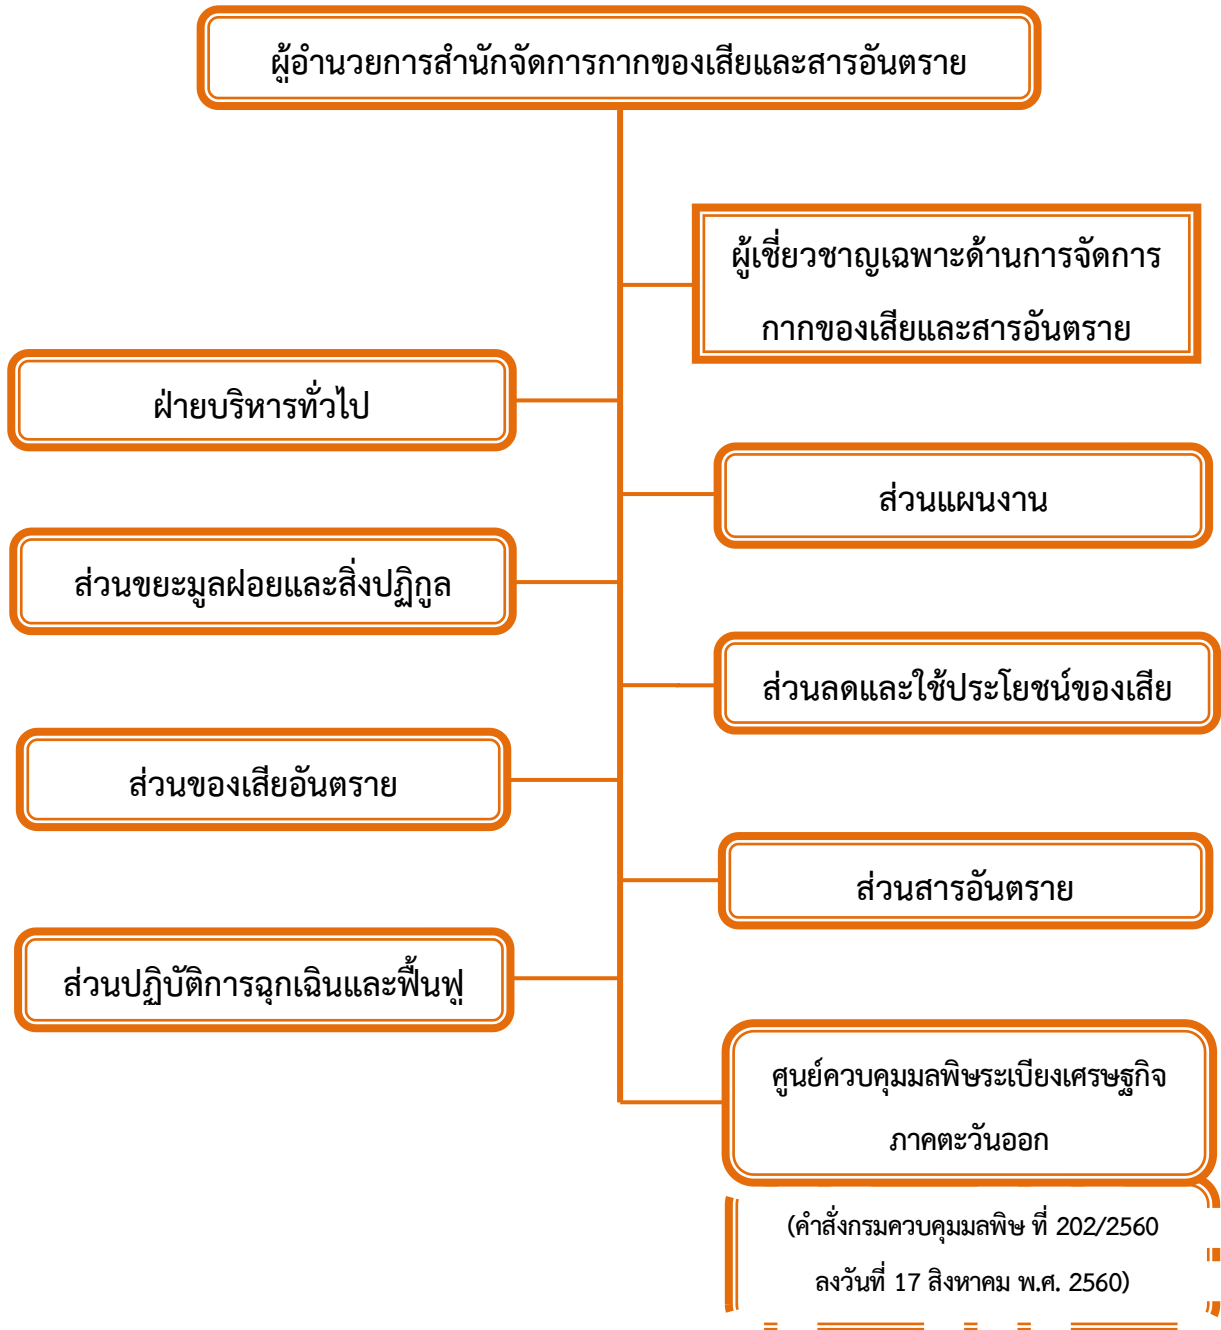 ผู้อำนวยการสำนักจัดการกากของเสียและสารอันตราย
ผู้เชี่ยวชาญเฉพาะด้านการจัดการ
กากของเสียและสารอันตราย
ฝ่ายบริหารทั่วไป
ส่วนแผนงาน
ส่วนขยะมูลฝอยและสิ่งปฏิกูล
ส่วนลดและใช้ประโยชน์ของเสีย
ส่วนของเสียอันตราย
ส่วนสารอันตราย
ส่วนปฏิบัติการฉุกเฉินและฟื้นฟู
ศูนย์ควบคุมมลพิษระเบียงเศรษฐกิจ
ภาคตะวันออก
(คำสั่งกรมควบคุมมลพิษ ที่ 202/2560
ลงวันที่ 17 สิงหาคม พ.ศ. 2560)